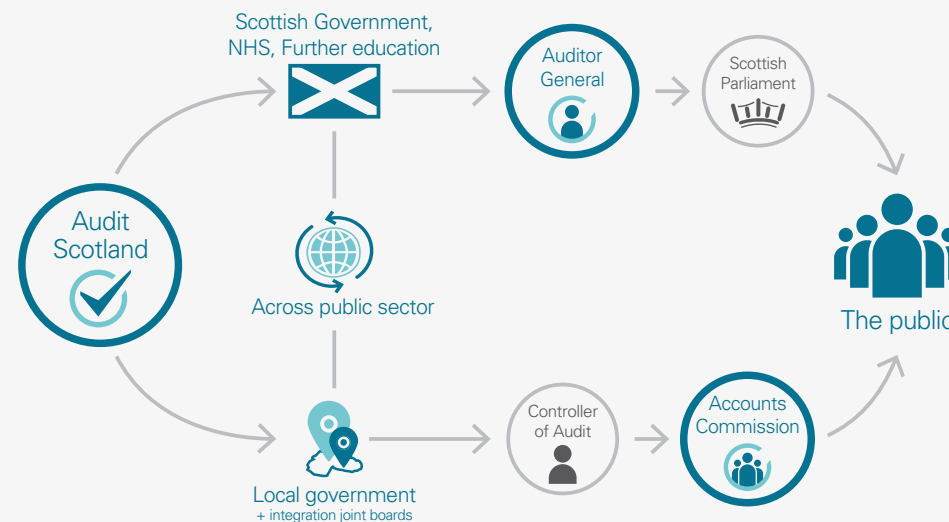 Scottish Government,
NHS, Further education
Auditor
General
Scottish
Parliament
Audit
Scotland
Across public sector
The public
Controller
of Audit
Accounts
Commission
Local government
+ integration joint boards